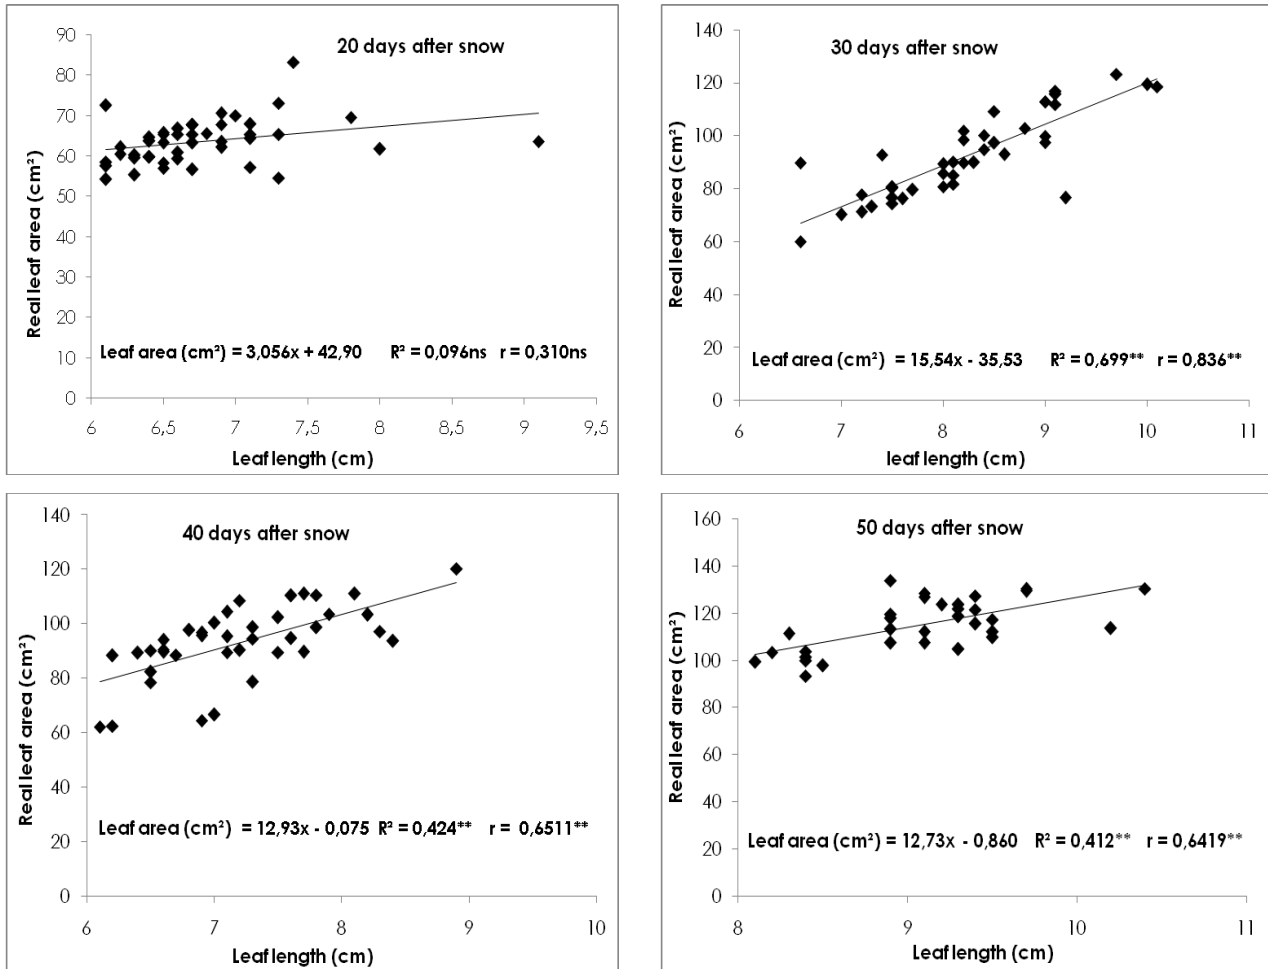 20 days after snow
90
80
70
60
50
40
30
20
10
0
Real leaf area (cm²)
Leaf area (cm²) = 3,056x + 42,90 R² = 0,096ns r = 0,310ns
6 6,5 7 7,5 8 8,5 9 9,5
Leaf length (cm)
30 days after snow
140
120
100
80
60
40
20
0
Real leaf area (cm²)
Leaf area (cm²) = 15,54x - 35,53 R² = 0,699** r = 0,836**
6 7 8 9 10 11
leaf length (cm)
40 days after snow
140
120
100
80
60
40
20
0
Real leaf area (cm²)
Leaf area (cm²) = 12,93x - 0,075 R² = 0,424** r = 0,6511**
6 7 8 9 10
Leaf length (cm)
50 days after snow
160
140
120
100
80
60
40
20
0
Real leaf area (cm²)
Leaf area (cm²) = 12,73x - 0,860 R² = 0,412** r = 0,6419**
8 9 10 11
Leaf length (cm)